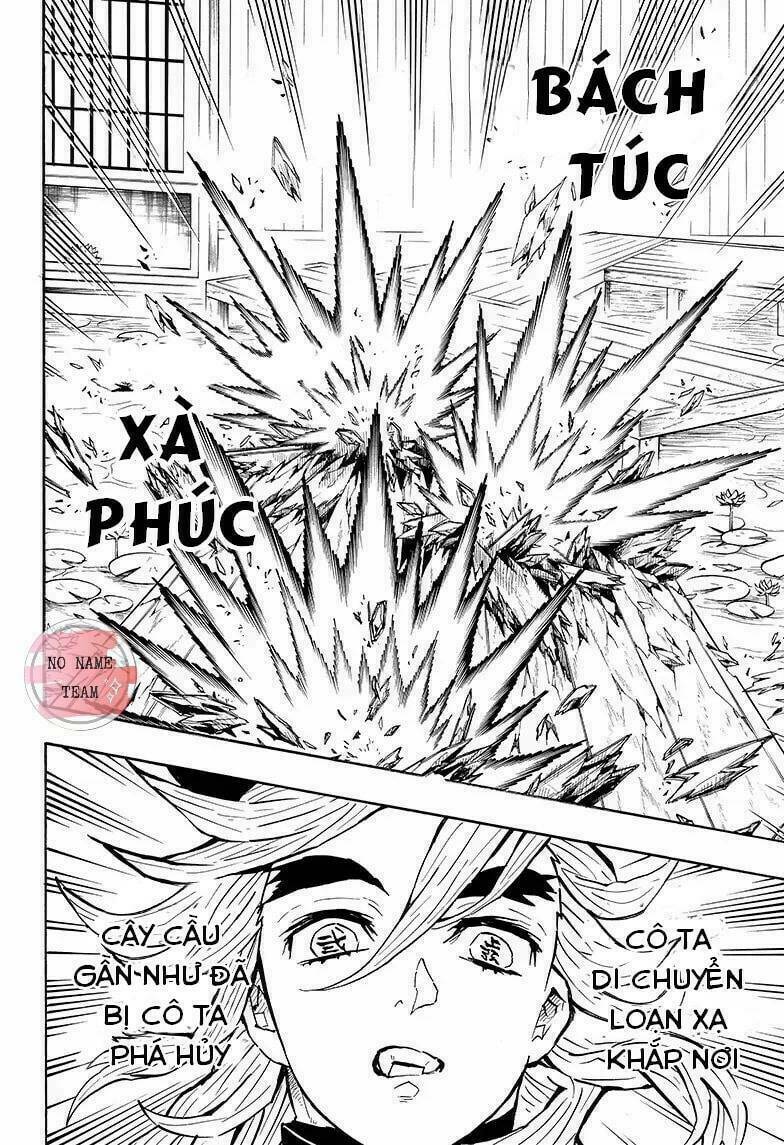 BÁCH
TÚC
XÀ
PHÚC
NO NAME
TEAM
CÔ TA
DI CHUYỂN
LOẠN XẠ
KHẮP NƠI
CÂY CẦU
GẦN NHƯ ĐÃ
BỊ CÔ TA
PHÁ HỦY